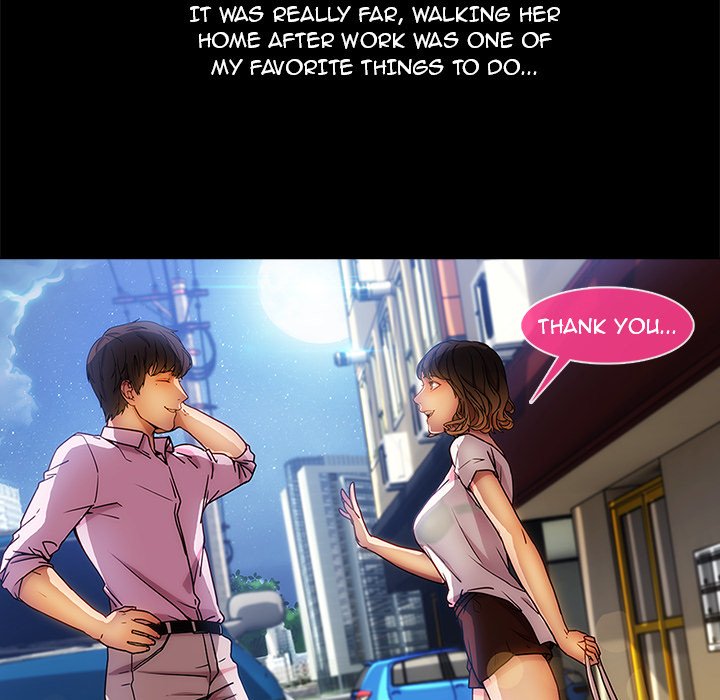 IT WAS REALLY FAR, WALKING HER
HOME AFTER WORK WAS ONE OF
MY FAVORITE THINGS TO DO...
THANK YOU...